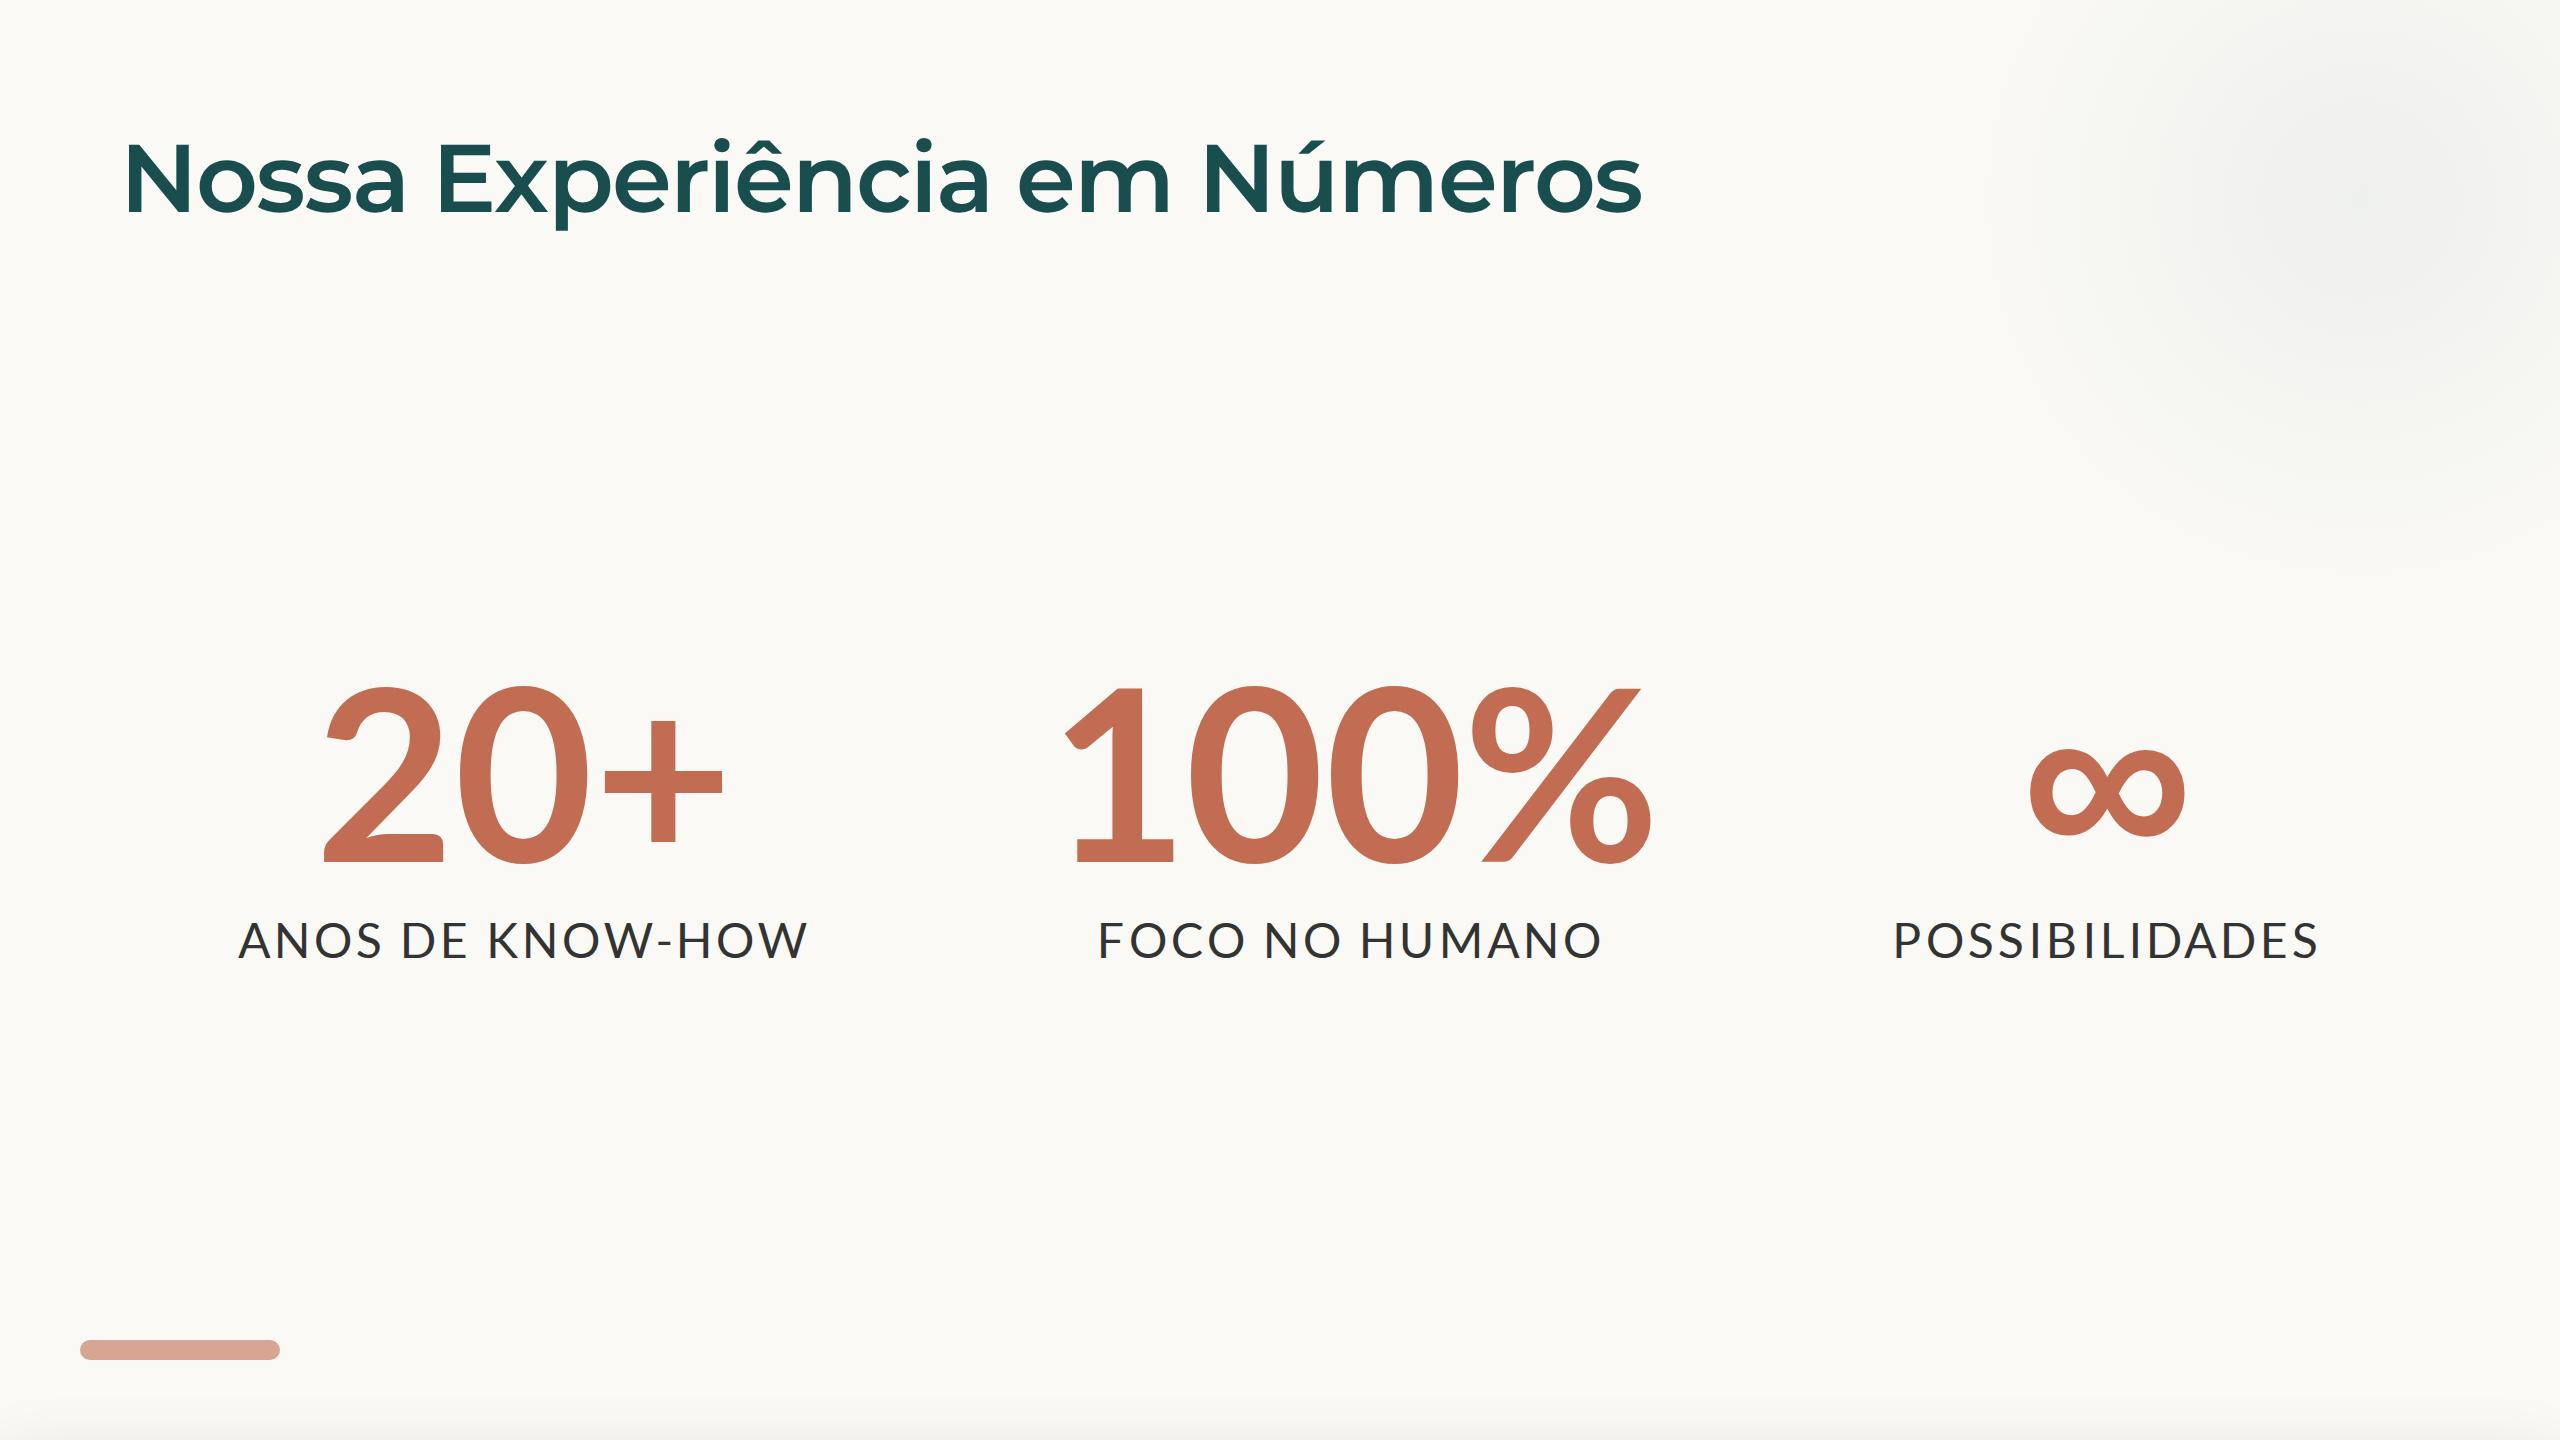 Nossa Experiência em Números
20+
100%
∞
ANOS DE KNOW-HOW
FOCO NO HUMANO
POSSIBILIDADES